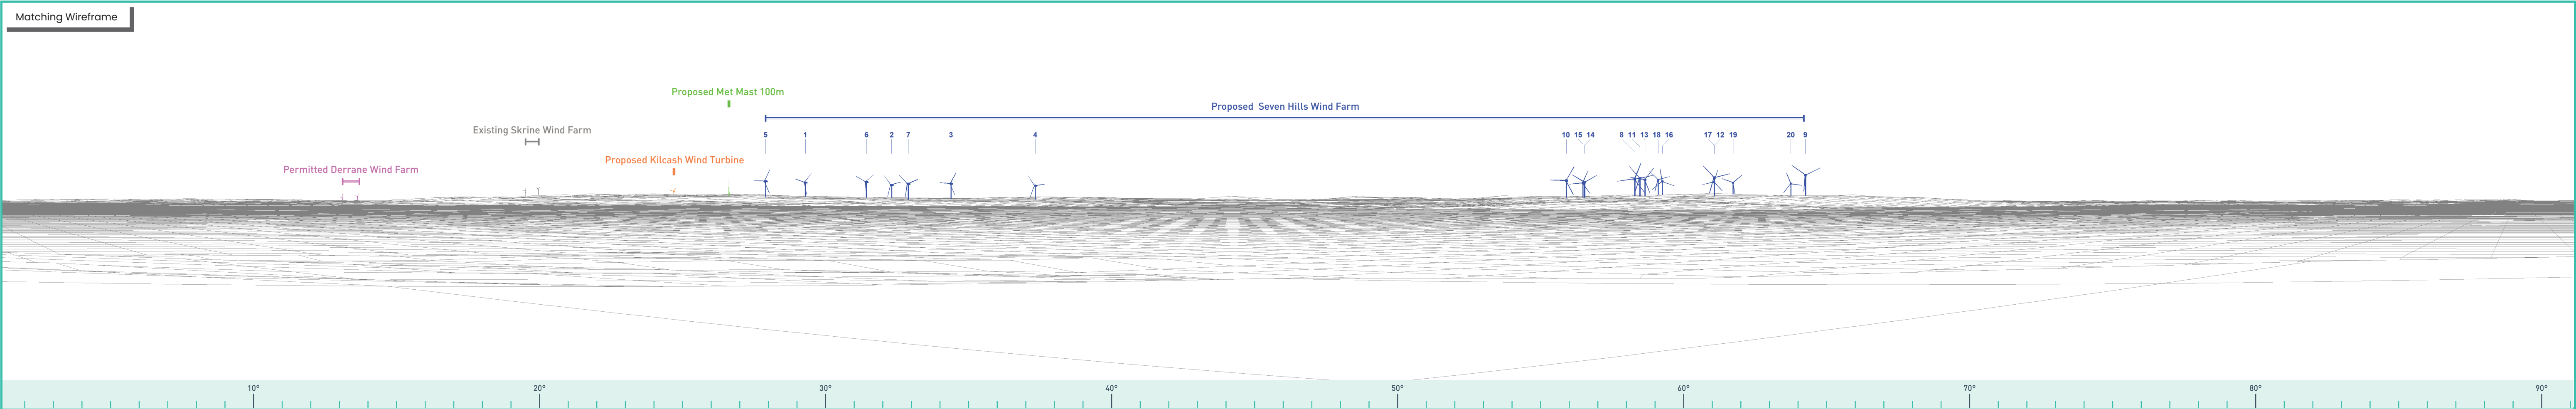 Matching Wireframe
Proposed Met Mast 100m
Proposed Seven Hills Wind Farm
Existing Skrine Wind Farm
5 1 6 2 7 3 4 10 15 14 8 11 13 18 16 17 12 19 20 9
Proposed Kilcash Wind Turbine
Permitted Derrane Wind Farm
10° 20° 30° 40° 50° 60° 70° 80° 90°